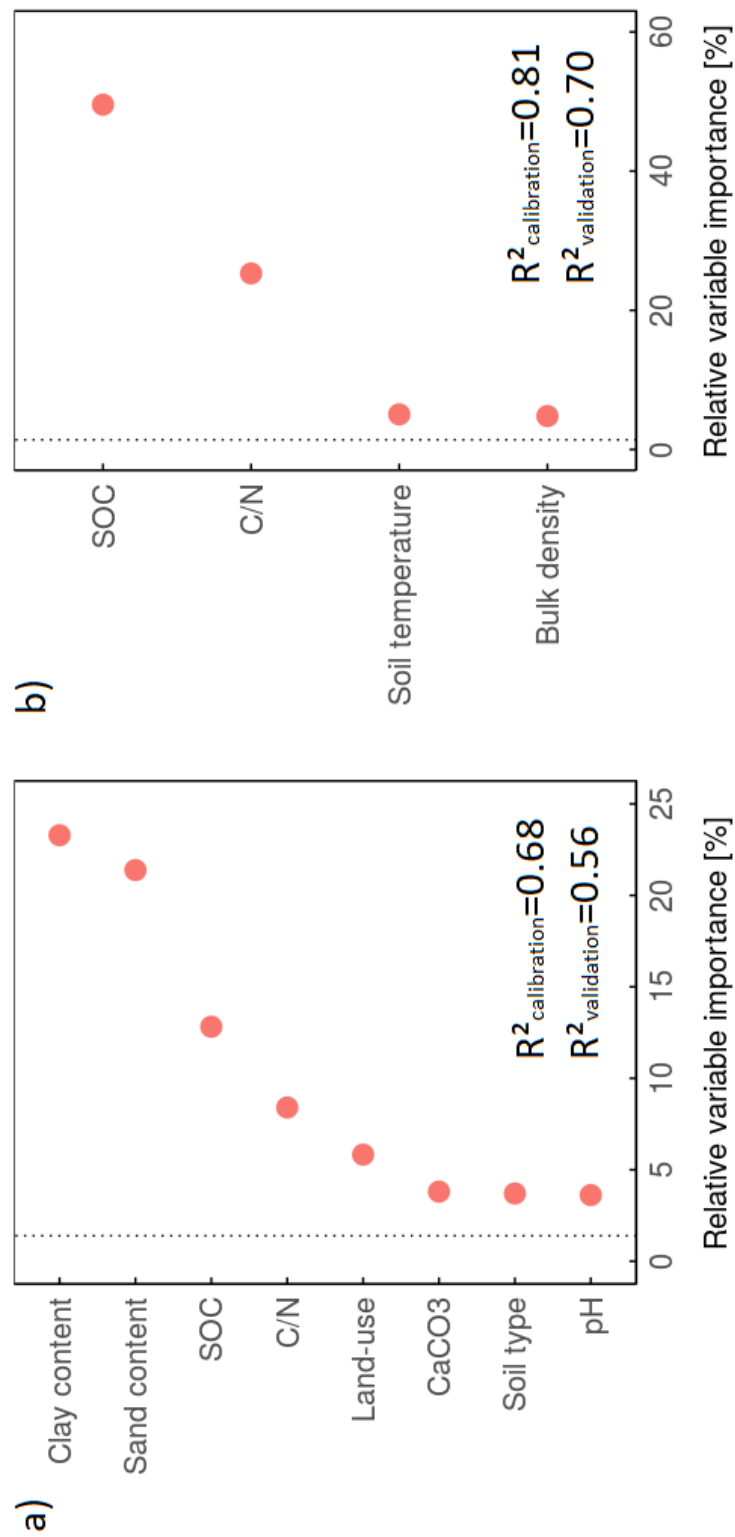 a)
Clay content
Sand content
SOC
C/N
Land-use
CaCO3
Soil type
pH
R²calibration=0.68
R²validation=0.56
0 5 10 15 20 25
Relative variable importance [%]
b)
SOC
C/N
Soil temperature
Bulk density
R²calibration=0.81
R²validation=0.70
0 20 40 60
Relative variable importance [%]